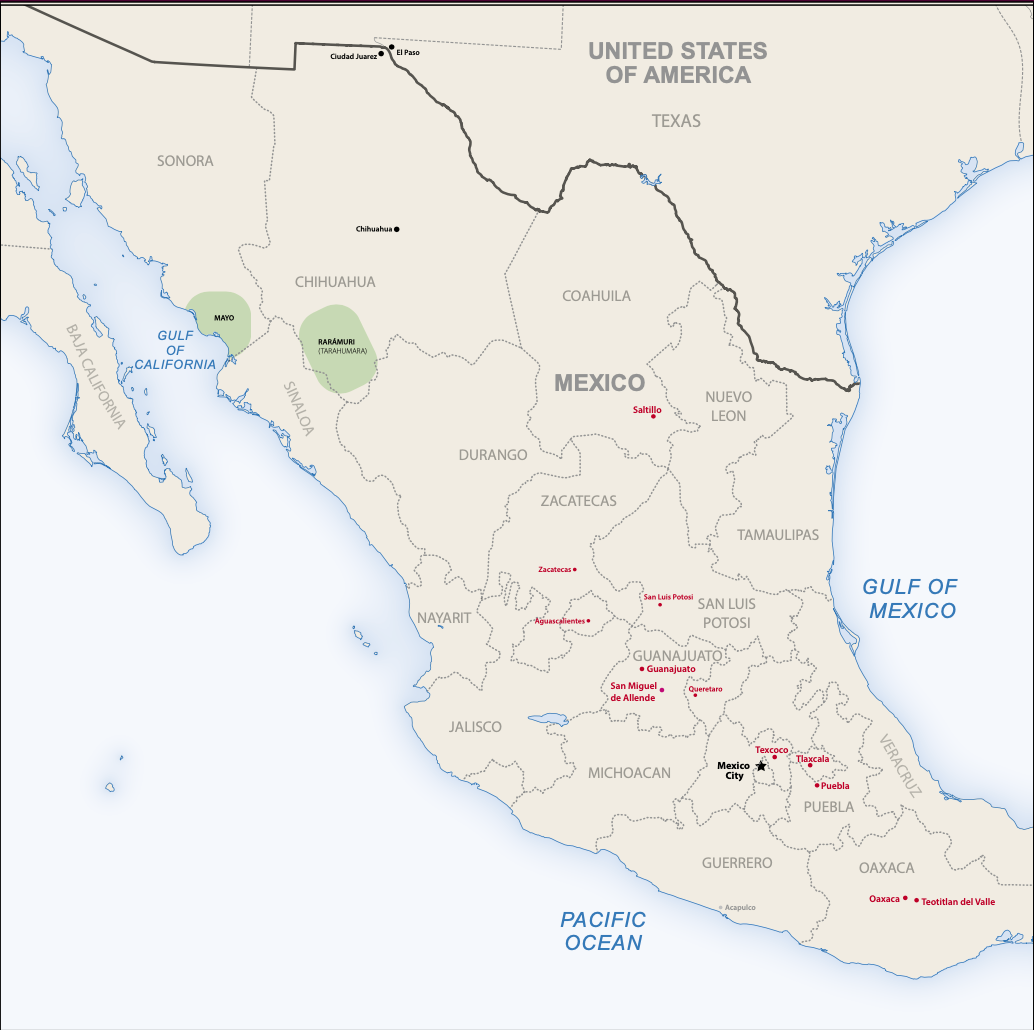 UNITED STATES
OF AMERICA
El Paso
Ciudad Juarez
TEXAS
SONORA
Chihuahua
CHIHUAHUA
COAHUILA
MAYO
GULF
OF
CALIFORNIA
RARÁMURI
(TARAHUMARA)
BAJA CALIFORNIA
SINALOA
MEXICO
NUEVO
LEON
Saltillo
DURANGO
ZACATECAS
TAMAULIPAS
Zacatecas
GULF OF
MEXICO
San Luis Potosi
SAN LUIS
POTOSI
NAYARIT
Aguascalientes
GUANAJUATO
Guanajuato
San Miguel
de Allende
Queretaro
JALISCO
Texcoco
Tlaxcala
VERACRUZ
Mexico
City
MICHOACAN
Puebla
PUEBLA
GUERRERO
OAXACA
Oaxaca
Teotitlan del Valle
Acapulco
PACIFIC
OCEAN